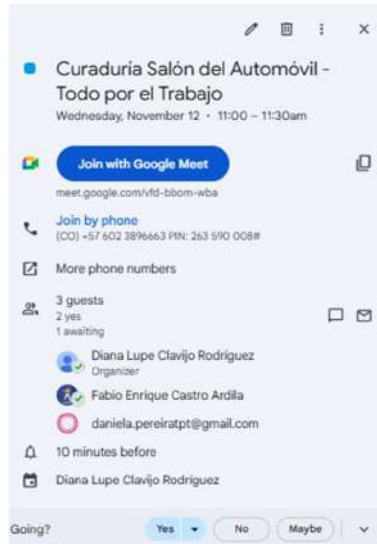 Curaduría Salón del Automóvil -
Todo por el Trabajo
Wednesday, November 12 • 11:00 – 11:30am
Join with Google Meet
meet.google.com/vfd-bbom-wba
Join by phone
(CO) +57 602 3896663 PIN: 263 590 008#
More phone numbers
3 guests
2 yes
1 awaiting
Diana Lupe Clavijo Rodríguez
Organizer
Fabio Enrique Castro Ardila
daniela.pereiratpt@gmail.com
10 minutes before
Diana Lupe Clavijo Rodríguez
Going? Yes No Maybe